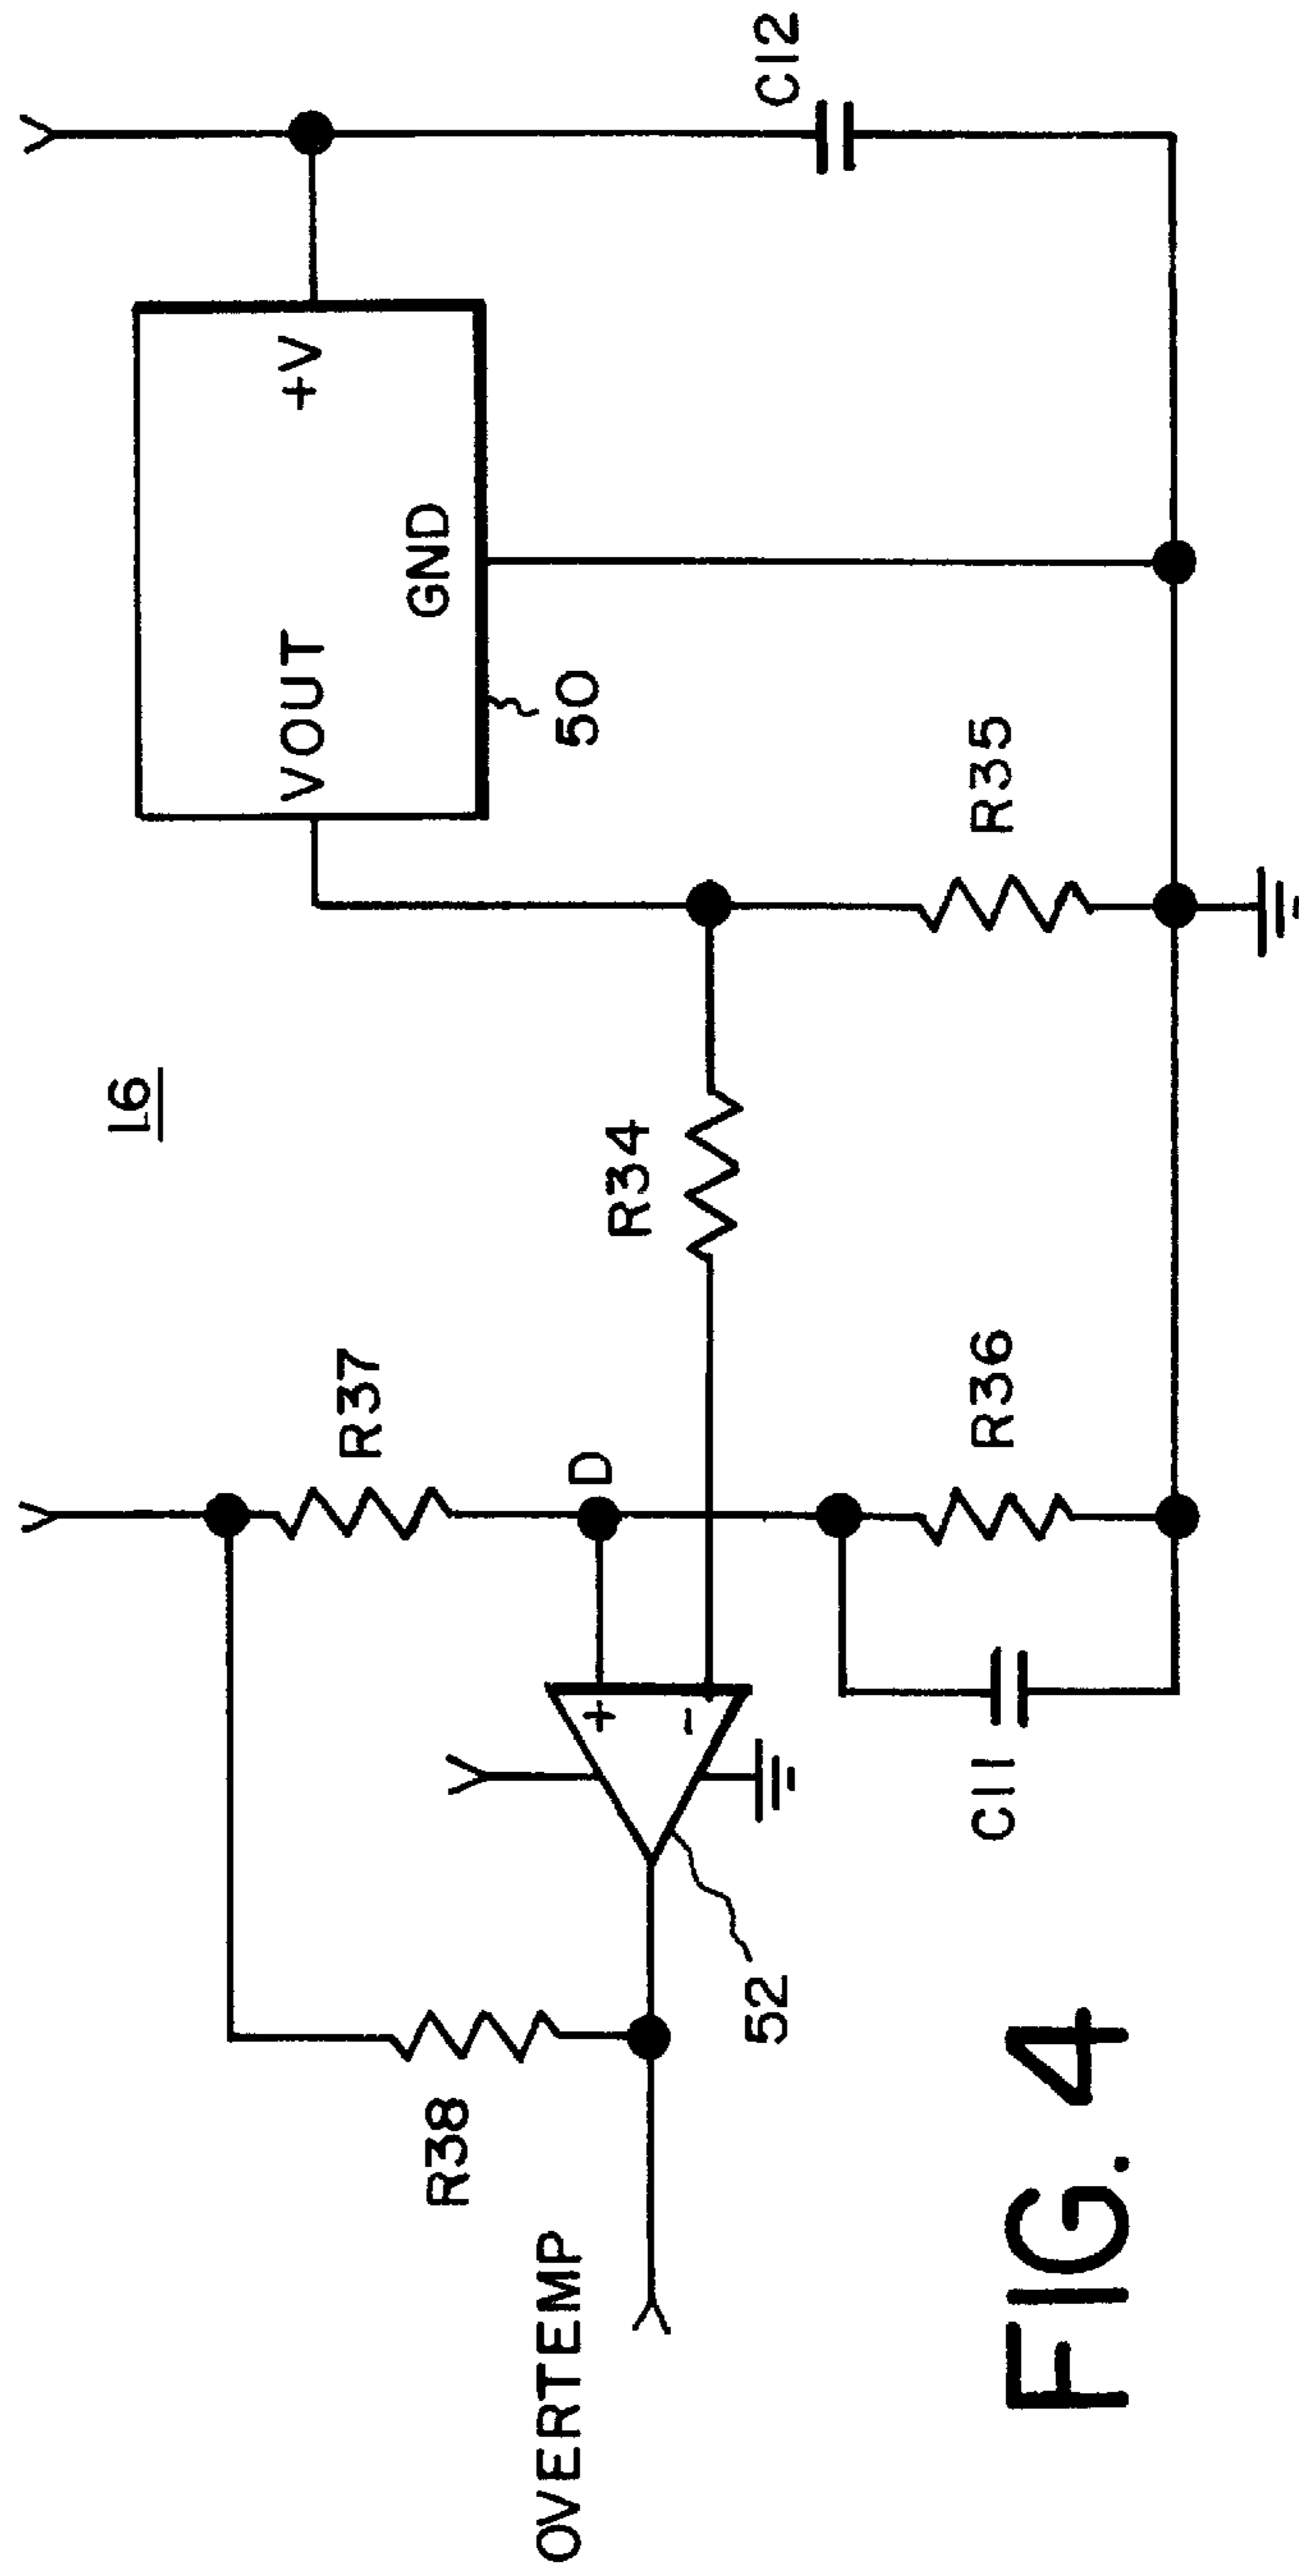 16
VOUT
+V
GND
50
C12
R34
R35
R37
D
R36
+
-
C11
52
R38
OVERTEMP
FIG. 4